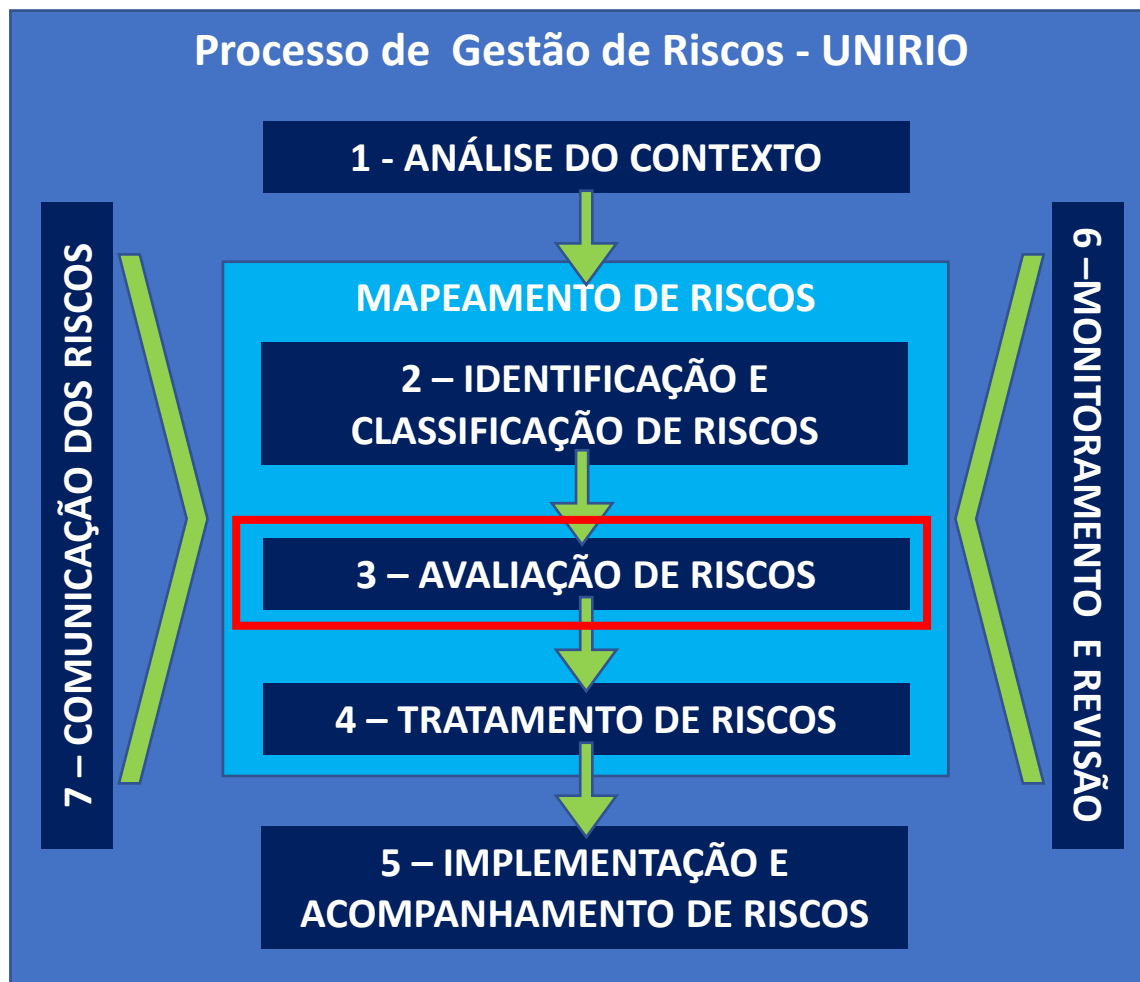 Processo de  Gestão de Riscos - UNIRIO
1 - ANÁLISE DO CONTEXTO
7 – COMUNICAÇÃO DOS RISCOS
MAPEAMENTO DE RISCOS
2 – IDENTIFICAÇÃO E
CLASSIFICAÇÃO DE RISCOS
3 – AVALIAÇÃO DE RISCOS
4 – TRATAMENTO DE RISCOS
5 – IMPLEMENTAÇÃO E
ACOMPANHAMENTO DE RISCOS
6 –MONITORAMENTO  E REVISÃO